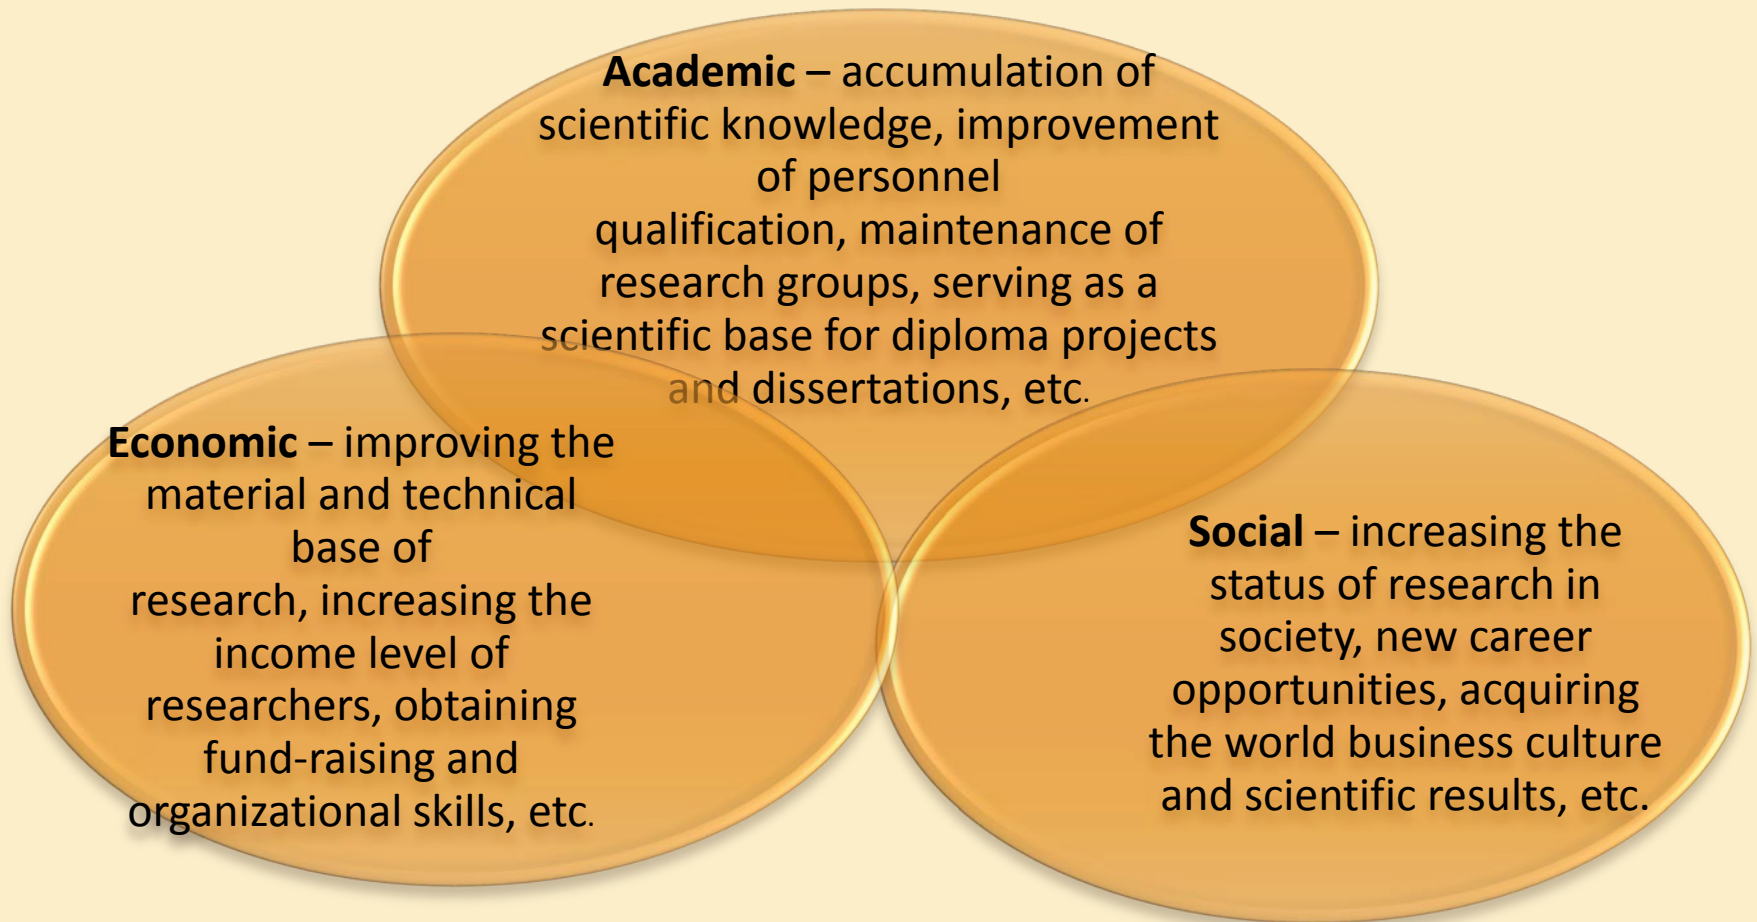 Academic – accumulation of
scientific knowledge, improvement
of personnel
qualification, maintenance of
research groups, serving as a
scientific base for diploma projects
and dissertations, etc.
Economic – improving the
material and technical
base of
research, increasing the
income level of
researchers, obtaining
fund-raising and
organizational skills, etc.
Social – increasing the
status of research in
society, new career
opportunities, acquiring
the world business culture
and scientific results, etc.